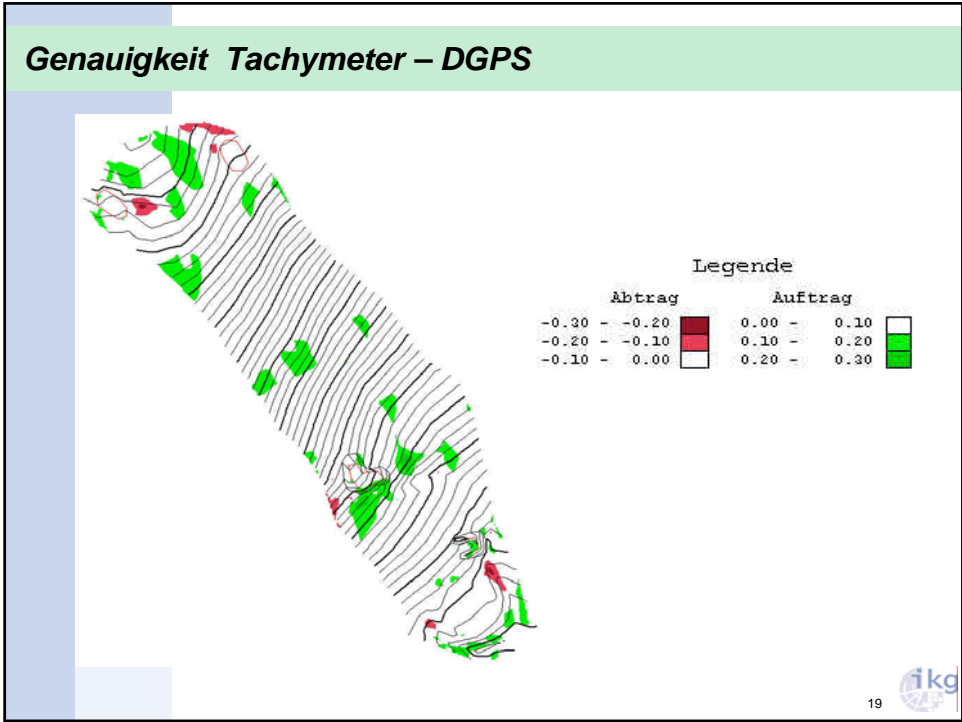 Genauigkeit Tachymeter – DGPS
Legende
Abtrag Auftrag
-0.30 - -0.20 0.00 - 0.10
-0.20 - -0.10 0.10 - 0.20
-0.10 - 0.00 0.20 - 0.30
19
ikg